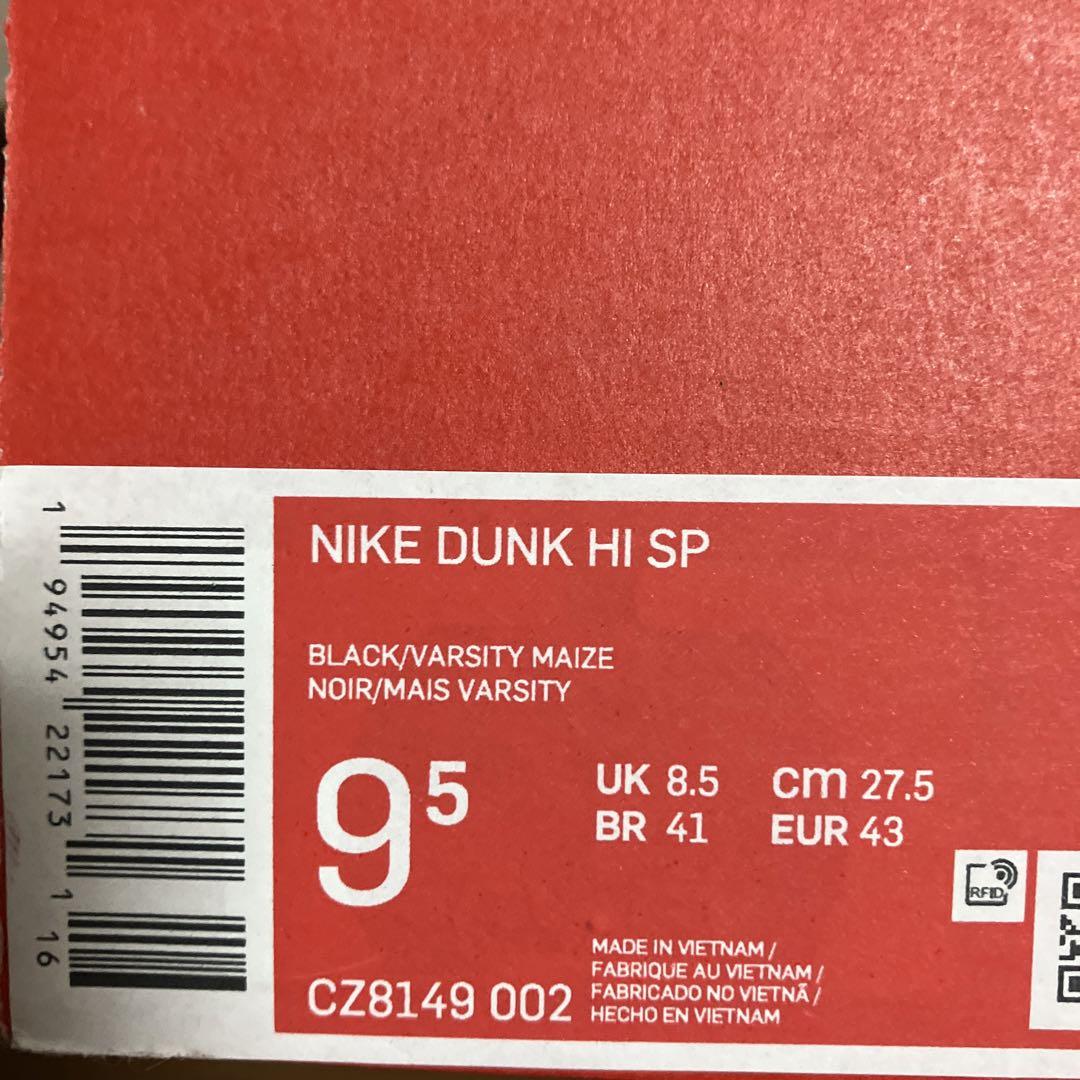 NIKE DUNK HI SP
BLACK/VARSITY MAIZE
NOIR/MAIS VARSITY
9⁵
UK 8.5 cm 27.5
BR 41 EUR 43
CZ8149 002
MADE IN VIETNAM /
FABRIQUE AU VIETNAM /
FABRICADO NO VIETNÃ /
HECHO EN VIETNAM
RFID
1 94954 22173 1 16